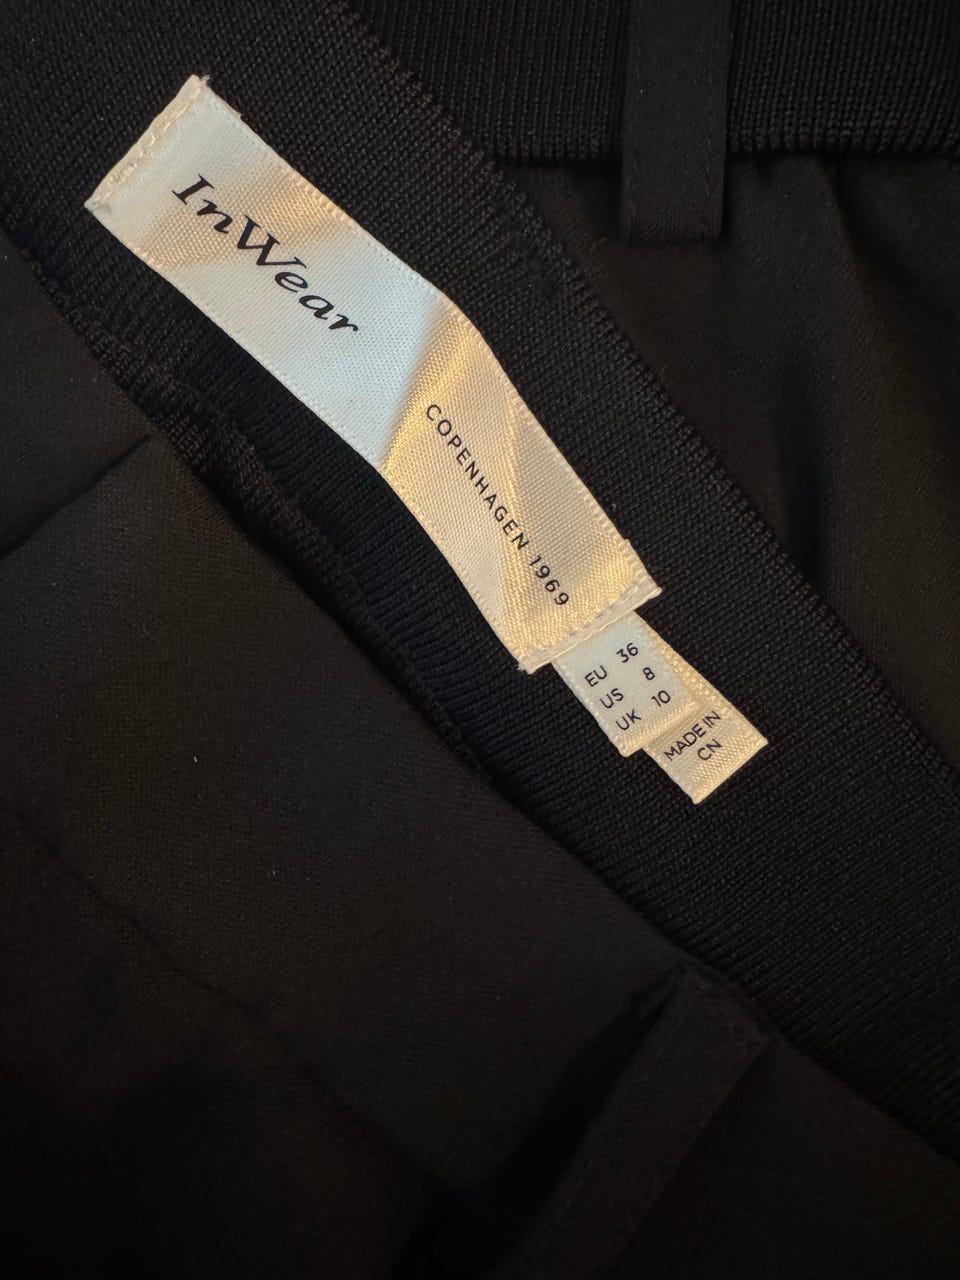 InWear
COPENHAGEN 1969
EU 36
US 8
UK 10
MADE IN
CN